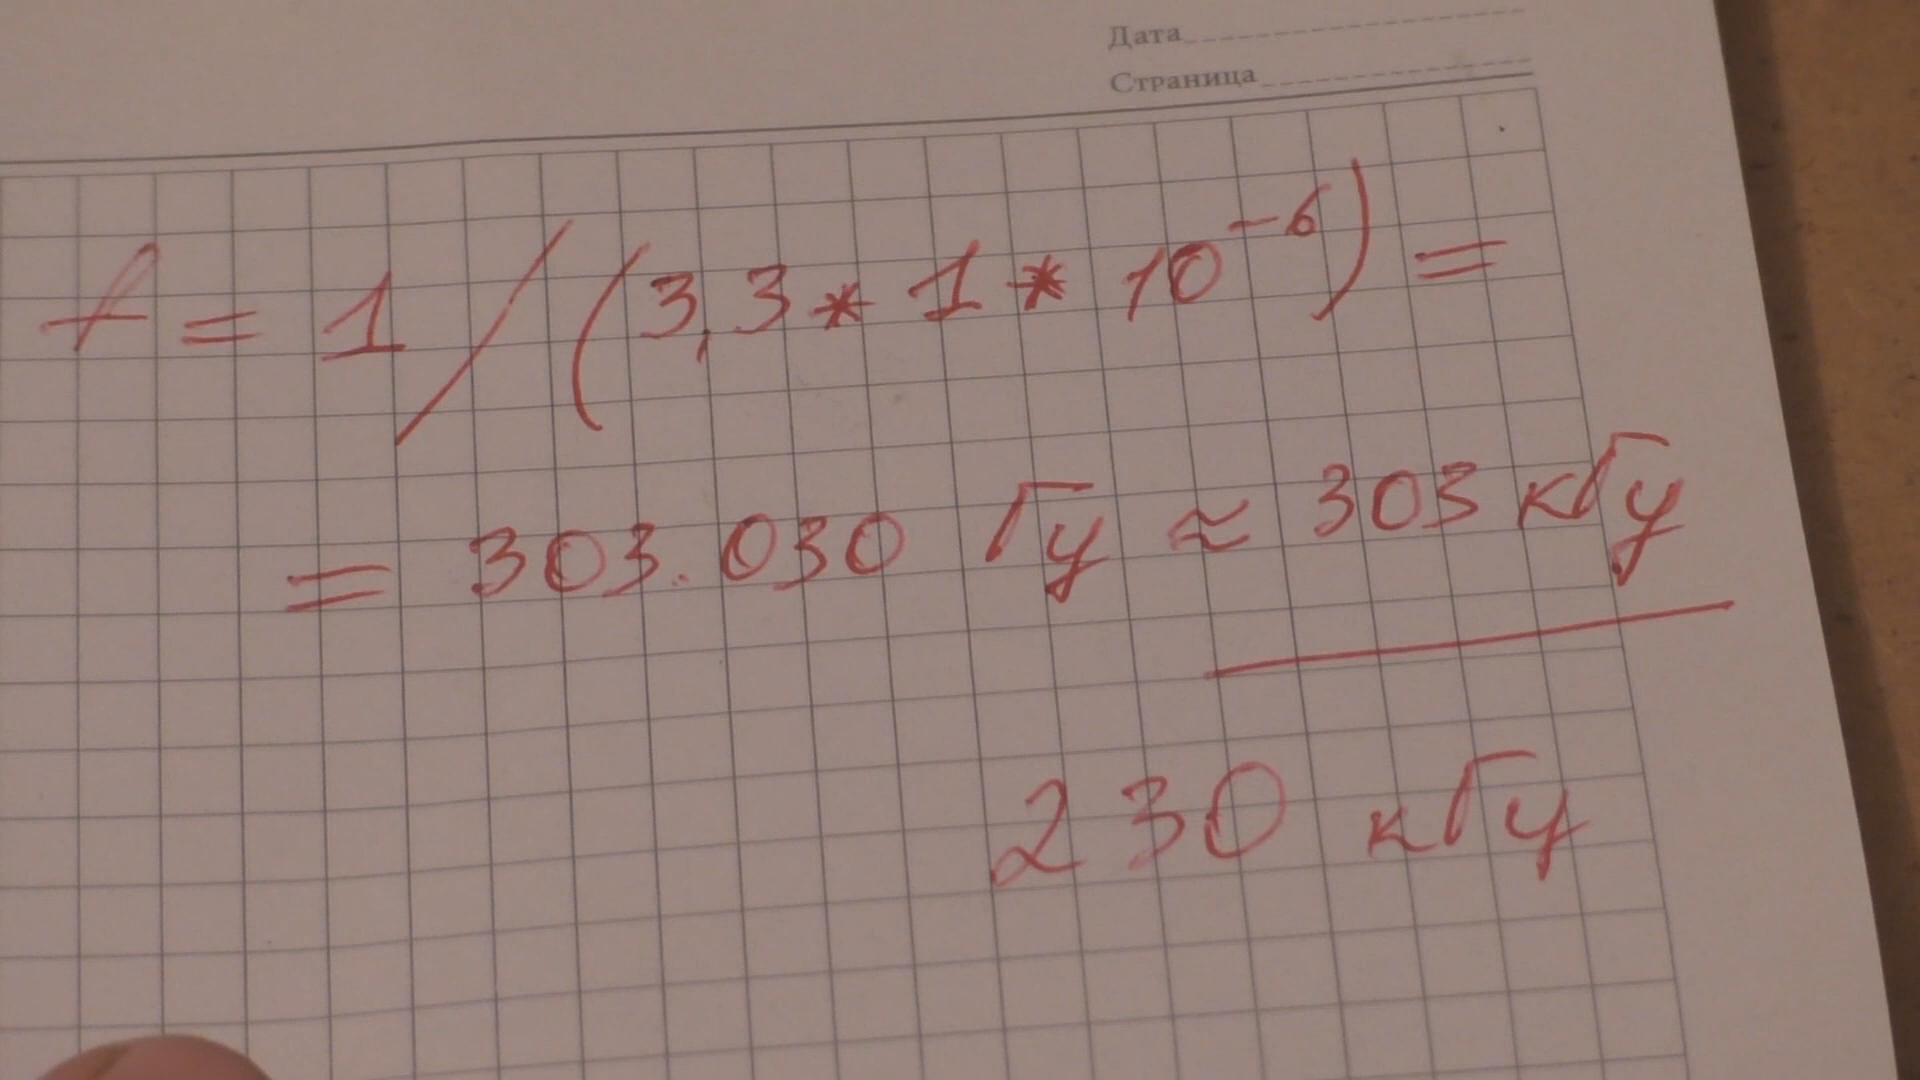 Дата
Страница
f = 1 / (3,3 * 1 * 10⁻⁶) =
= 303.030 Гц ≈ 303 кГц
230 кГц